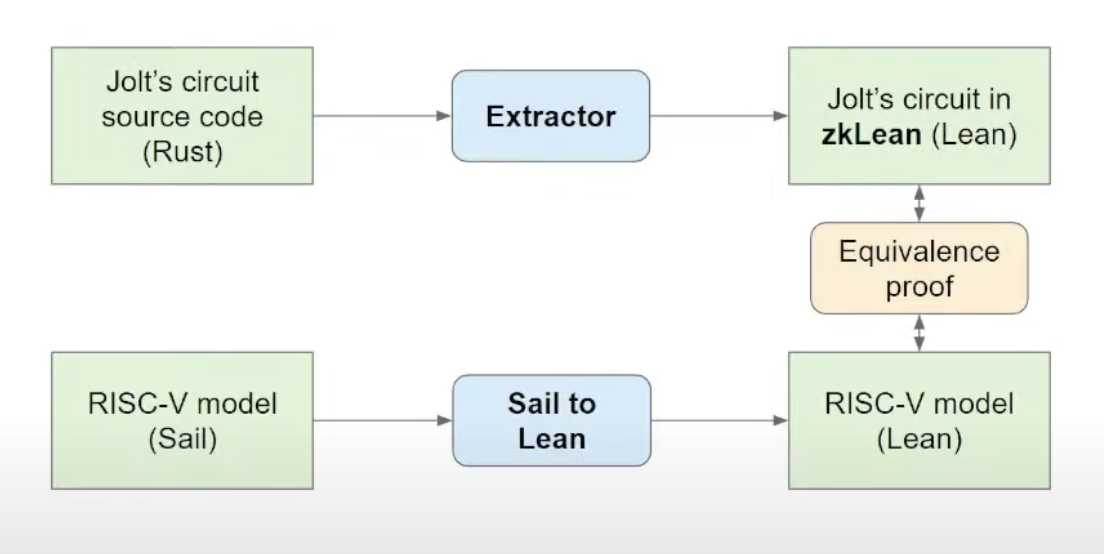 Jolt's circuit
source code
(Rust)
Extractor
Jolt's circuit in
zkLean (Lean)
Equivalence
proof
RISC-V model
(Sail)
Sail to
Lean
RISC-V model
(Lean)